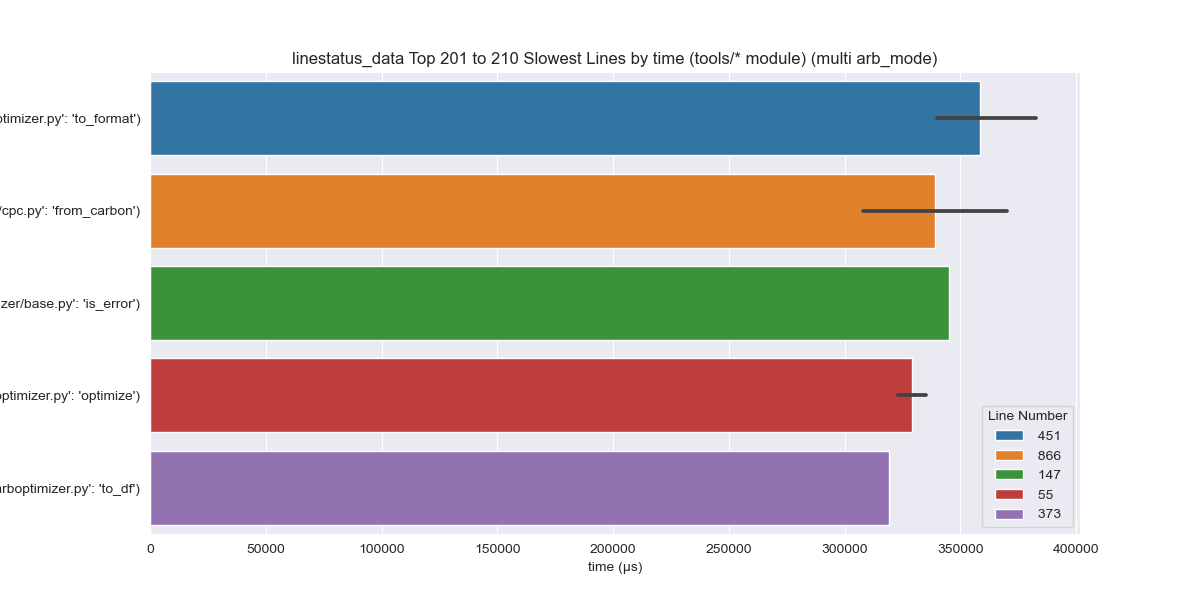 linestatus_data Top 201 to 210 Slowest Lines by time (tools/* module) (multi arb_mode)
timizer.py': 'to_format')
/cpc.py': 'from_carbon')
zer/base.py': 'is_error')
optimizer.py': 'optimize')
arboptimizer.py': 'to_df')
Line Number
451
866
147
55
373
0 50000 100000 150000 200000 250000 300000 350000 400000
time (µs)